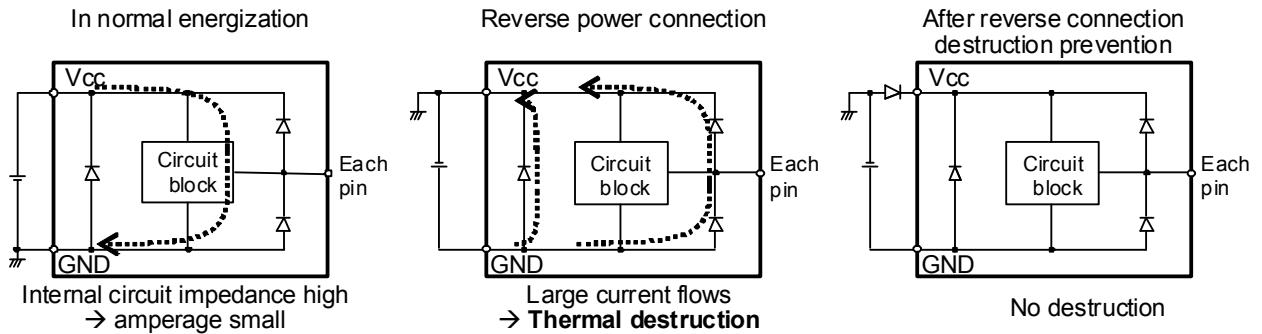 In normal energization
Vcc
Circuit
block
Each
pin
GND
Internal circuit impedance high
→ amperage small
Reverse power connection
Vcc
Circuit
block
Each
pin
GND
Large current flows
→ Thermal destruction
After reverse connection
destruction prevention
Vcc
Circuit
block
Each
pin
GND
No destruction